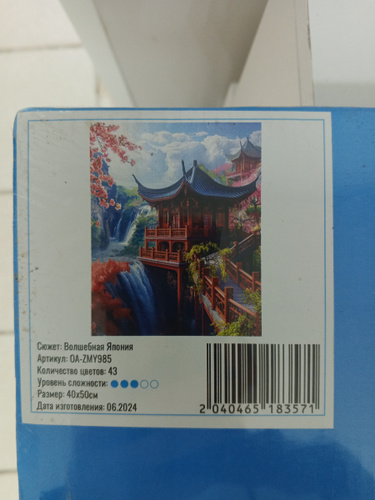 Сюжет: Волшебная Япония
Артикул: OA-ZMY985
Количество цветов: 43
Уровень сложности:
Размер: 40х50см
Дата изготовления: 06.2024
2 040465 183571